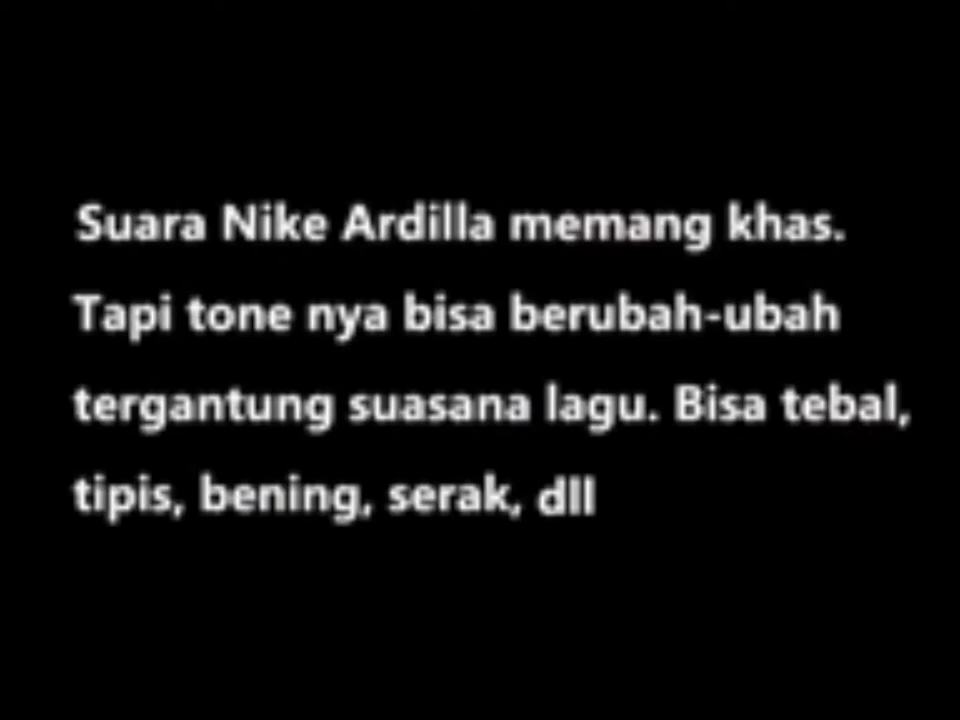 Suara Nike Ardilla memang khas.
Tapi tone nya bisa berubah-ubah
tergantung suasana lagu. Bisa tebal,
tipis, bening, serak, dll